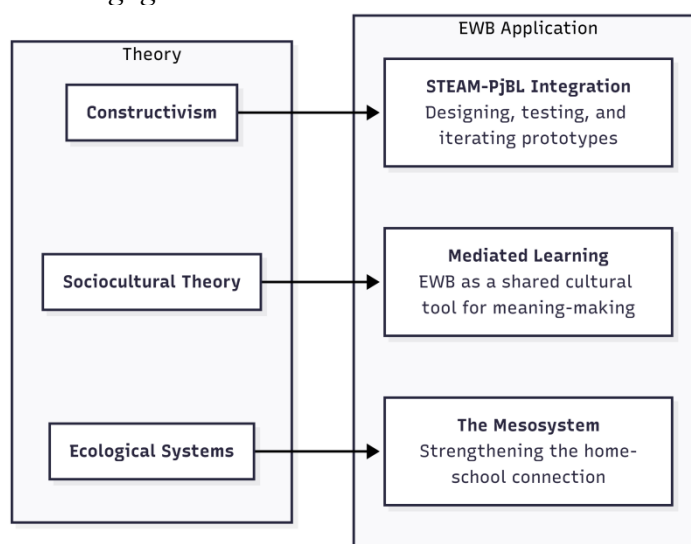 EWB Application
Theory
STEAM-PjBL Integration
Constructivism
Designing, testing, and
iterating prototypes
Mediated Learning
Sociocultural Theory
EWB as a shared cultural
tool for meaning-making
The Mesosystem
Ecological Systems
Strengthening the home-
school connection